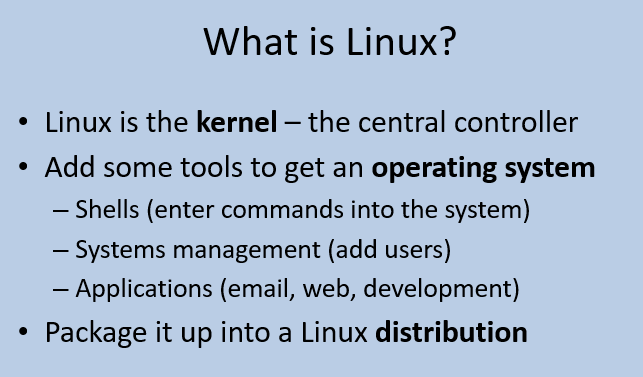 What is Linux?
• Linux is the kernel – the central controller
• Add some tools to get an operating system
– Shells (enter commands into the system)
– Systems management (add users)
– Applications (email, web, development)
• Package it up into a Linux distribution